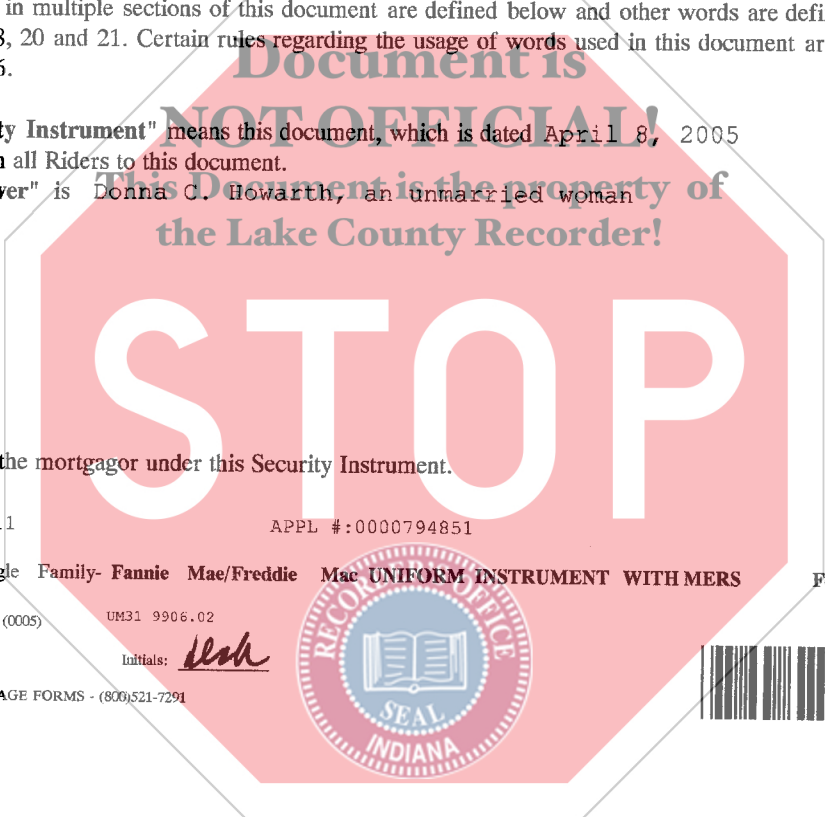 in multiple sections of this document are defined below and other words are defi
3, 20 and 21. Certain rules regarding the usage of words used in this document ar
Document is
NOT OFFICIAL!
ty Instrument" means this document, which is dated April 8, 2005
all Riders to this document.
ver" is Donna C. Howarth, an unmarried woman
This Document is the property of
the Lake County Recorder!
STOP
the mortgagor under this Security Instrument.
1
APPL #:0000794851
gle Family- Fannie Mae/Freddie Mac UNIFORM INSTRUMENT WITH MERS F
(0005)
UM31 9906.02
Initials: dch
AGE FORMS - (800)521-7291
RECORDER'S OFFICE
SEAL
INDIANA